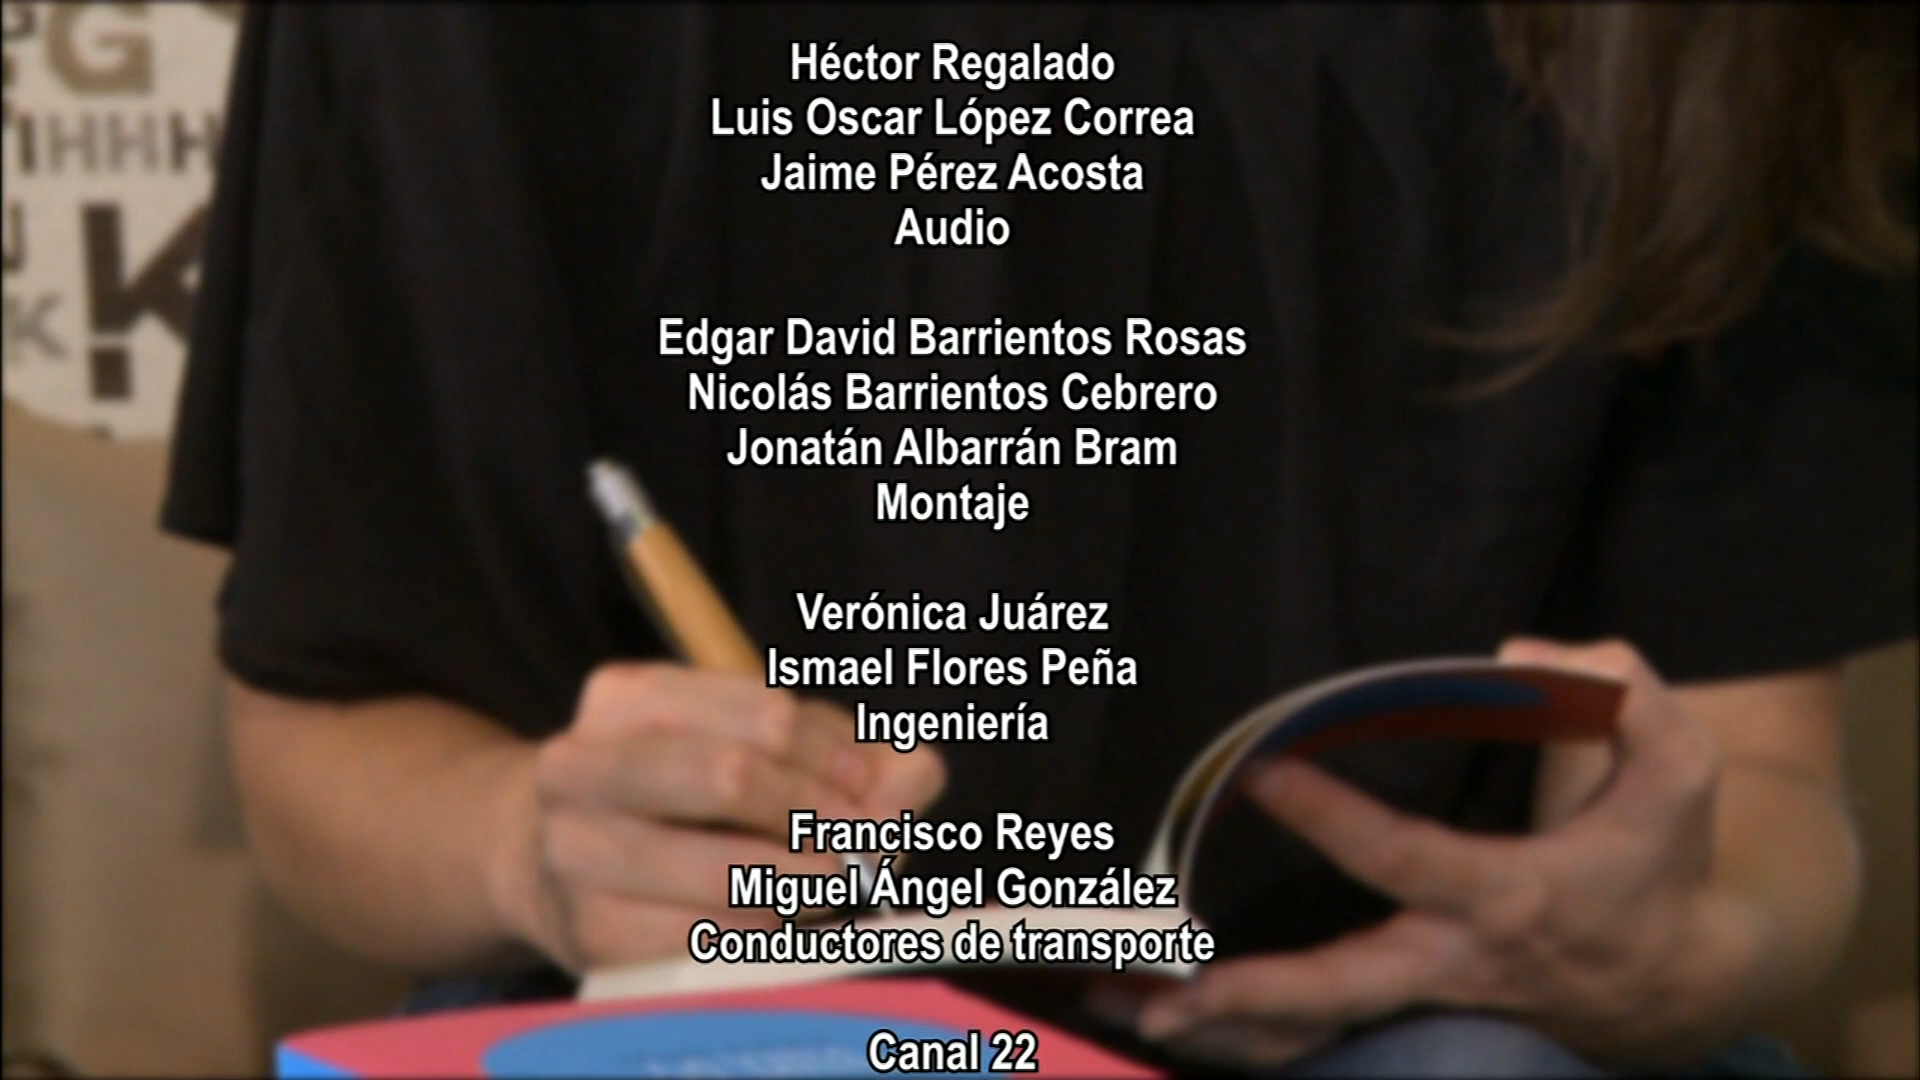 Héctor Regalado
Luis Oscar López Correa
Jaime Pérez Acosta
Audio
Edgar David Barrientos Rosas
Nicolás Barrientos Cebrero
Jonatán Albarrán Bram
Montaje
Verónica Juárez
Ismael Flores Peña
Ingeniería
Francisco Reyes
Miguel Ángel González
Conductores de transporte
Canal 22